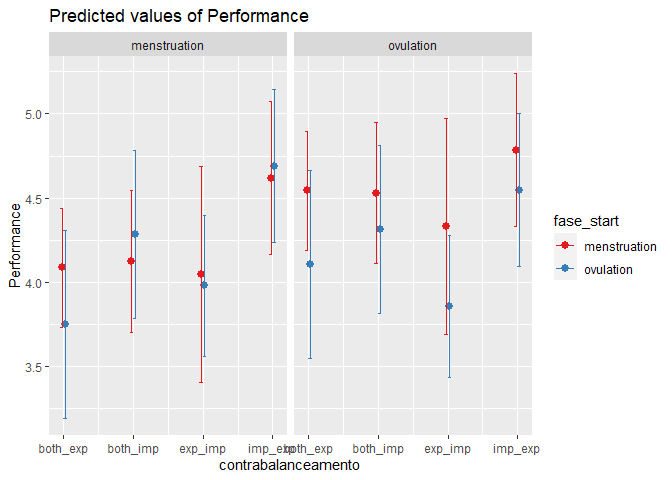 Predicted values of Performance
menstruation ovulation
5.0
4.5
4.0
3.5
Performance
both_exp both_imp exp_imp imp_exp both_exp both_imp exp_imp imp_exp
contrabalanceamento
fase_start
menstruation
ovulation